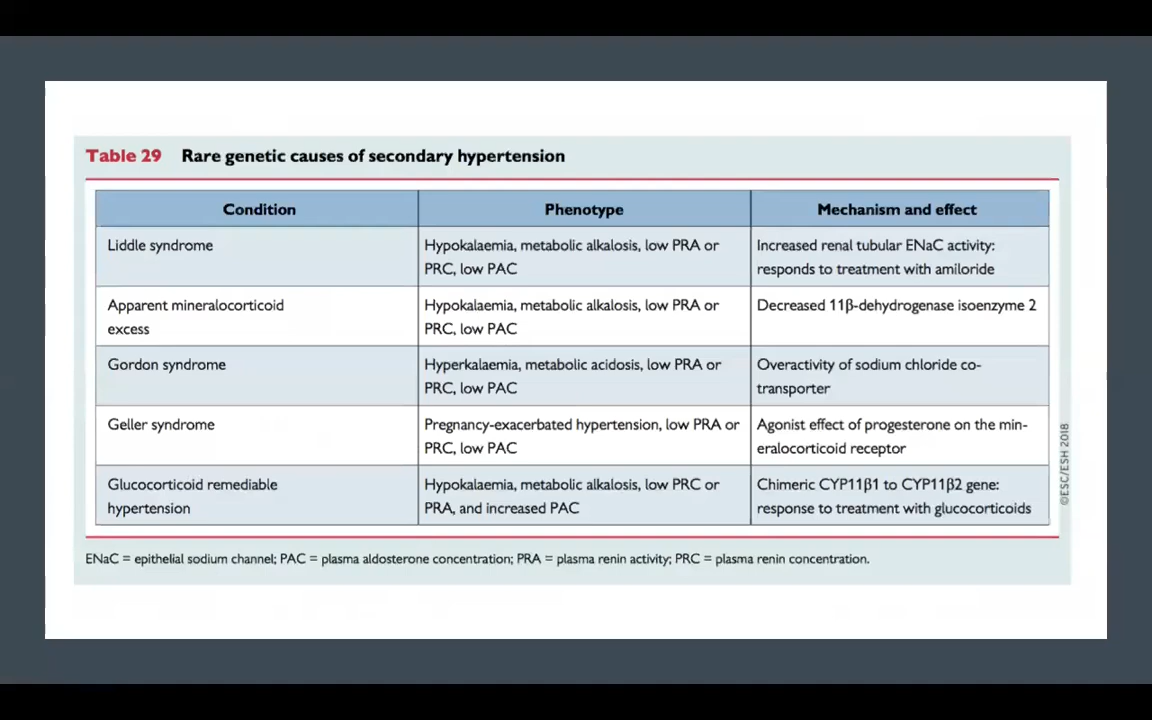 Table 29 Rare genetic causes of secondary hypertension
Condition Phenotype Mechanism and effect
Liddle syndrome
Hypokalaemia, metabolic alkalosis, low PRA or
PRC, low PAC
Increased renal tubular ENaC activity:
responds to treatment with amiloride
Apparent mineralocorticoid
excess
Hypokalaemia, metabolic alkalosis, low PRA or
PRC, low PAC
Decreased 11β-dehydrogenase isoenzyme 2
Gordon syndrome
Hyperkalaemia, metabolic acidosis, low PRA or
PRC, low PAC
Overactivity of sodium chloride co-
transporter
Geller syndrome
Pregnancy-exacerbated hypertension, low PRA or
PRC, low PAC
Agonist effect of progesterone on the min-
eralocorticoid receptor
Glucocorticoid remediable
hypertension
Hypokalaemia, metabolic alkalosis, low PRC or
PRA, and increased PAC
Chimeric CYP11β1 to CYP11β2 gene:
response to treatment with glucocorticoids
©ESC/ESH 2018
ENaC = epithelial sodium channel; PAC = plasma aldosterone concentration; PRA = plasma renin activity; PRC = plasma renin concentration.